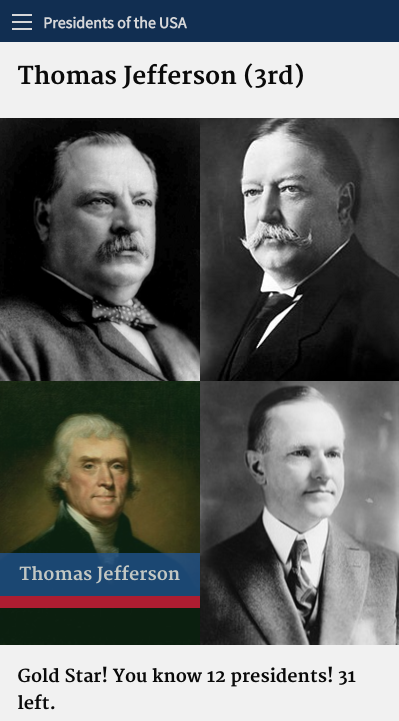 Presidents of the USA
Thomas Jefferson (3rd)
Thomas Jefferson
Gold Star! You know 12 presidents! 31
left.